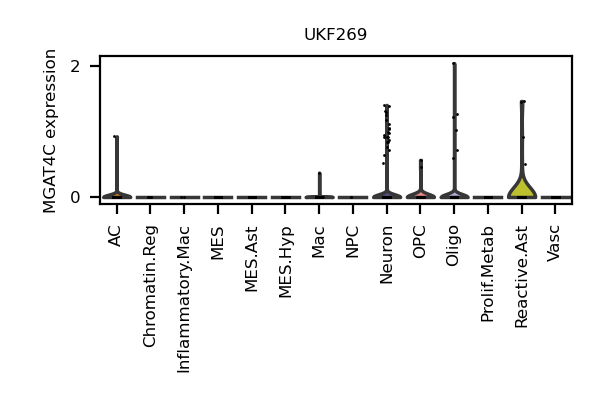 UKF269
MGAT4C expression
2
0
AC
Chromatin.Reg
Inflammatory.Mac
MES
MES.Ast
MES.Hyp
Mac
NPC
Neuron
OPC
Oligo
Prolif.Metab
Reactive.Ast
Vasc